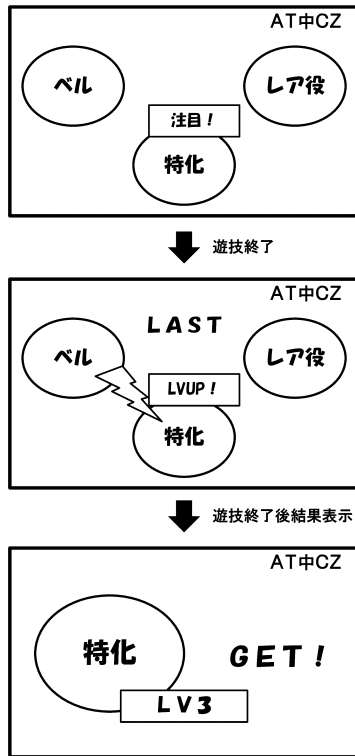 AT中CZ
ベル
レア役
注目！
特化
遊技終了
AT中CZ
LAST
ベル
レア役
LVUP！
特化
遊技終了後結果表示
AT中CZ
特化
GET！
LV3